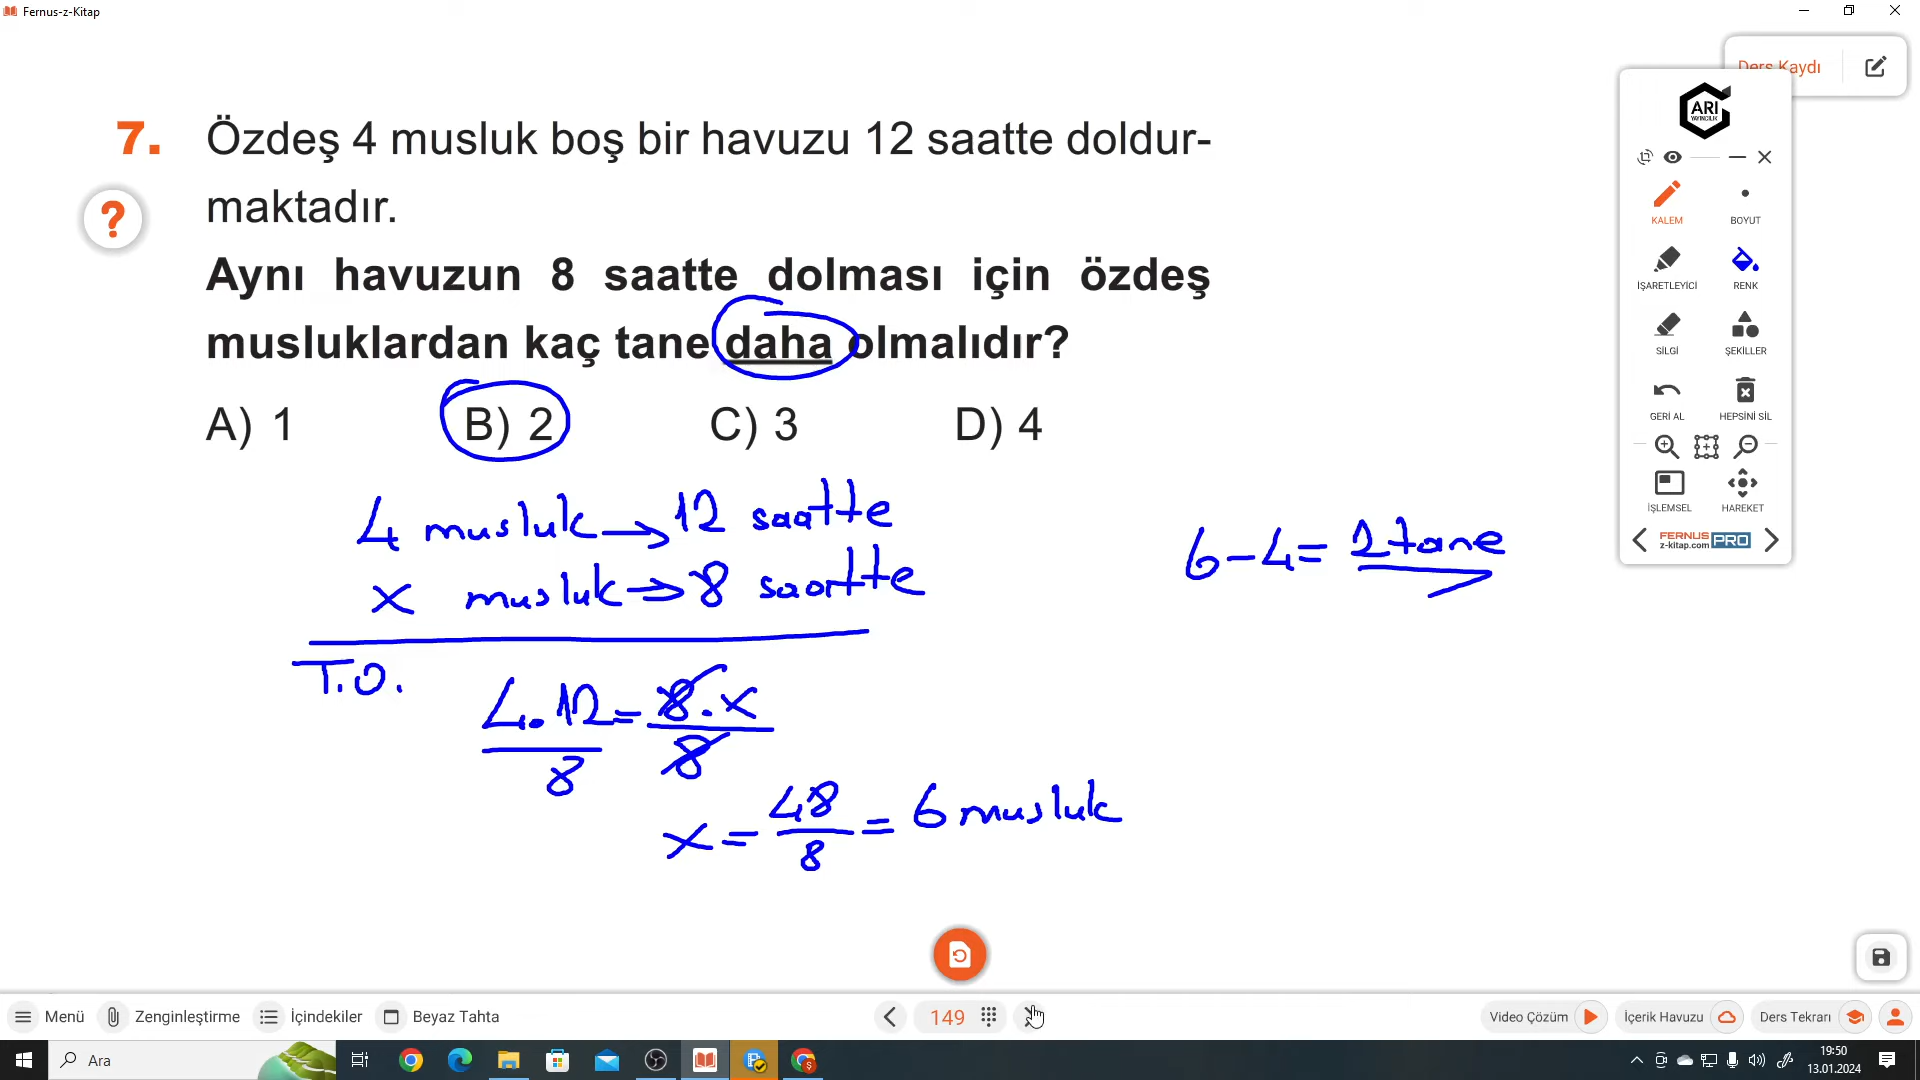 Fernus-z-Kitap
Ders Kaydı
ARI
YAYINCILIK
7. Özdeş 4 musluk boş bir havuzu 12 saatte doldur-
maktadır.
?
Aynı havuzun 8 saatte dolması için özdeş
musluklardan kaç tane daha olmalıdır?
A) 1 B) 2 C) 3 D) 4
4 musluk → 12 saatte
x musluk → 8 saatte
T.O.
4.12 = 8.x
8 8
x = 48 = 6 musluk
8
6-4= 2 tane
KALEM BOYUT
İŞARETLEYİCİ RENK
SİLGİ ŞEKİLLER
GERİ AL HEPSİNİ SİL
İŞLEMSEL HAREKET
FERNUS
z-kitap.com PRO
Menü Zenginleştirme İçindekiler Beyaz Tahta 149 Video Çözüm İçerik Havuzu Ders Tekrarı
Ara
19:50
13.01.2024